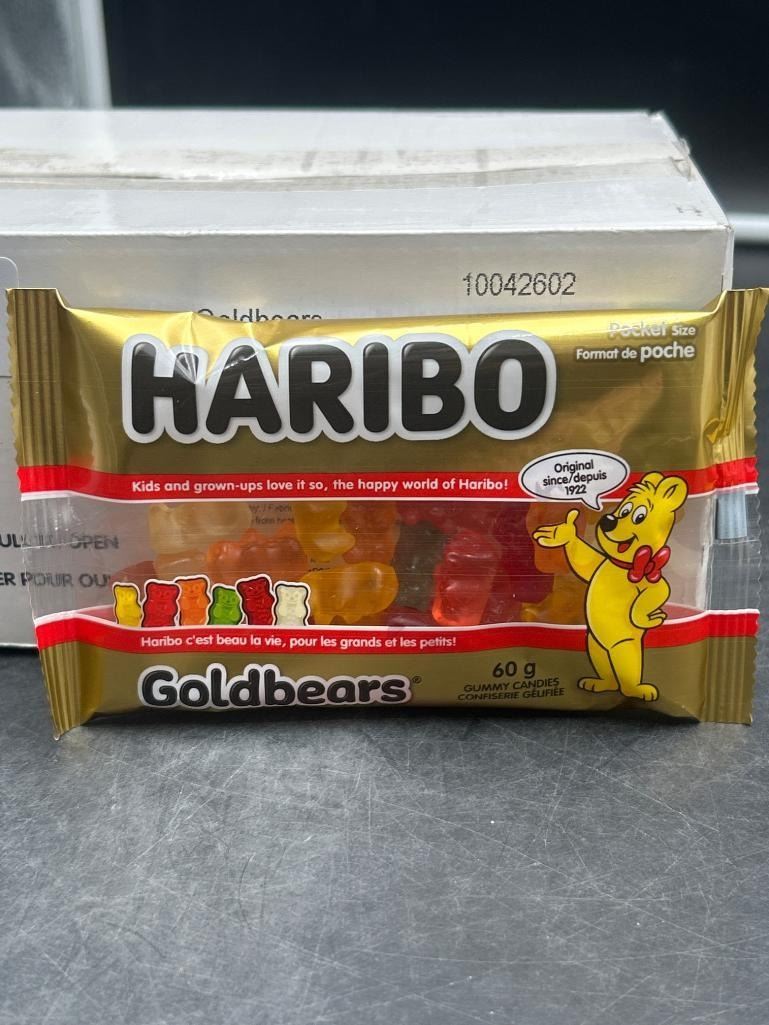 10042602
Goldbears
HARIBO
Pocket Size
Format de poche
Kids and grown-ups love it so, the happy world of Haribo!
Original
since/depuis
1922
OPEN
POUR
Haribo c'est beau la vie, pour les grands et les petits!
Goldbears®
60 g
GUMMY CANDIES
CONFISERIE GÉLIFIÉE